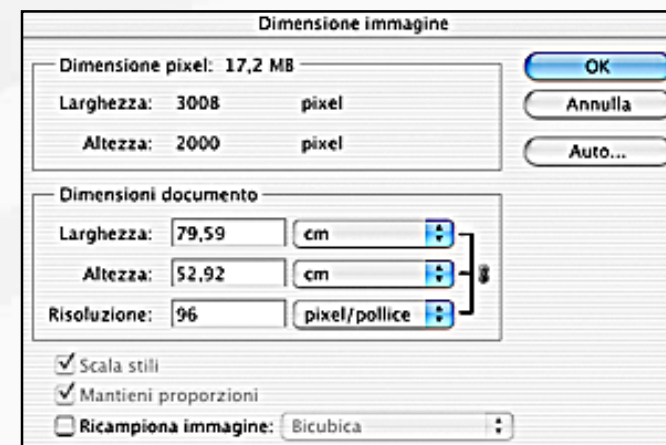 Dimensione immagine
Dimensione pixel: 17,2 MB
Larghezza: 3008 pixel
Altezza: 2000 pixel
OK
Annulla
Auto...
Dimensioni documento
Larghezza: 79,59 cm
Altezza: 52,92 cm
Risoluzione: 96 pixel/pollice
Scala stili
Mantieni proporzioni
Ricampiona immagine: Bicubica